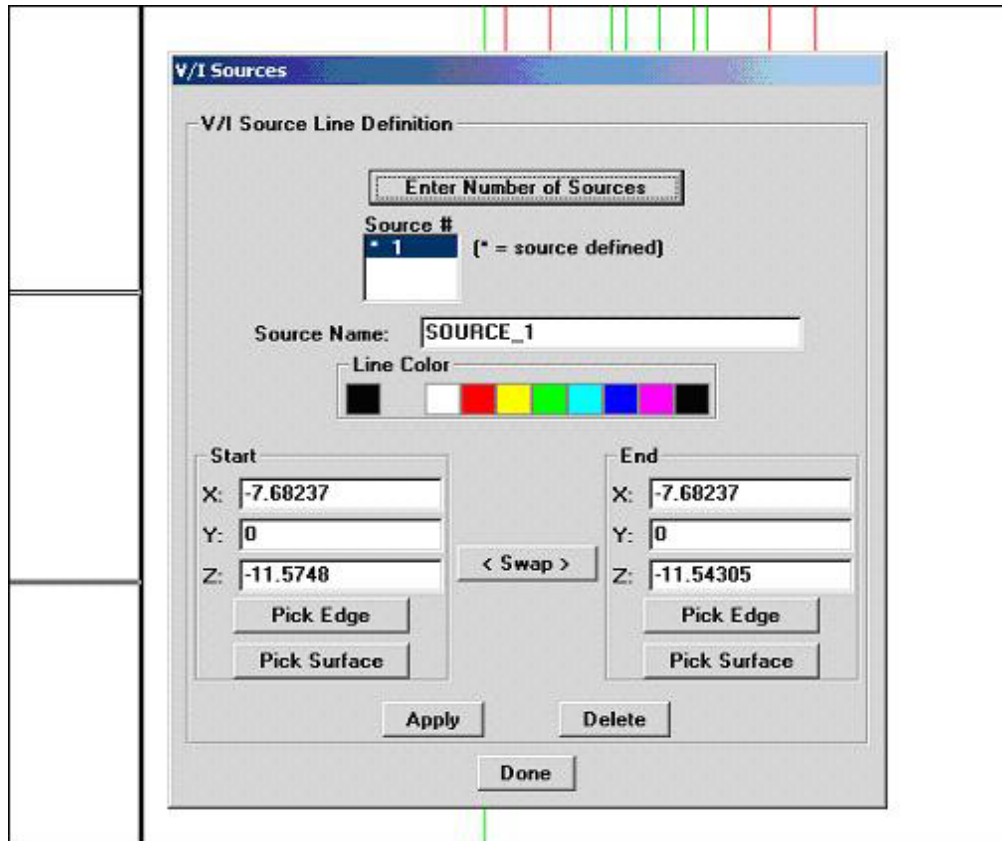 V/I Sources
V/I Source Line Definition
Enter Number of Sources
Source #
* 1
(* = source defined)
Source Name: SOURCE_1
Line Color
Start
X: -7.68237
Y: 0
Z: -11.5748
Pick Edge
Pick Surface
< Swap >
End
X: -7.68237
Y: 0
Z: -11.54305
Pick Edge
Pick Surface
Apply
Delete
Done